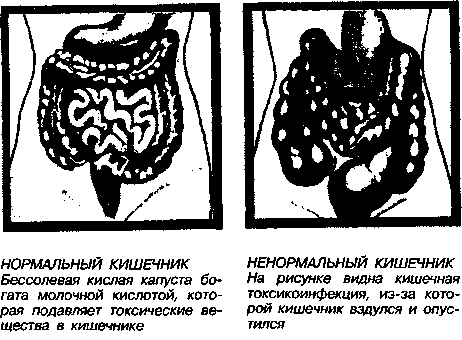 НОРМАЛЬНЫЙ КИШЕЧНИК
Бессолевая кислая капуста бо-
гата молочной кислотой, кото-
рая подавляет токсические ве-
щества в кишечнике
НЕНОРМАЛЬНЫЙ КИШЕЧНИК
На рисунке видна кишечная
токсикоинфекция, из-за кото-
рой кишечник вздулся и опус-
тился